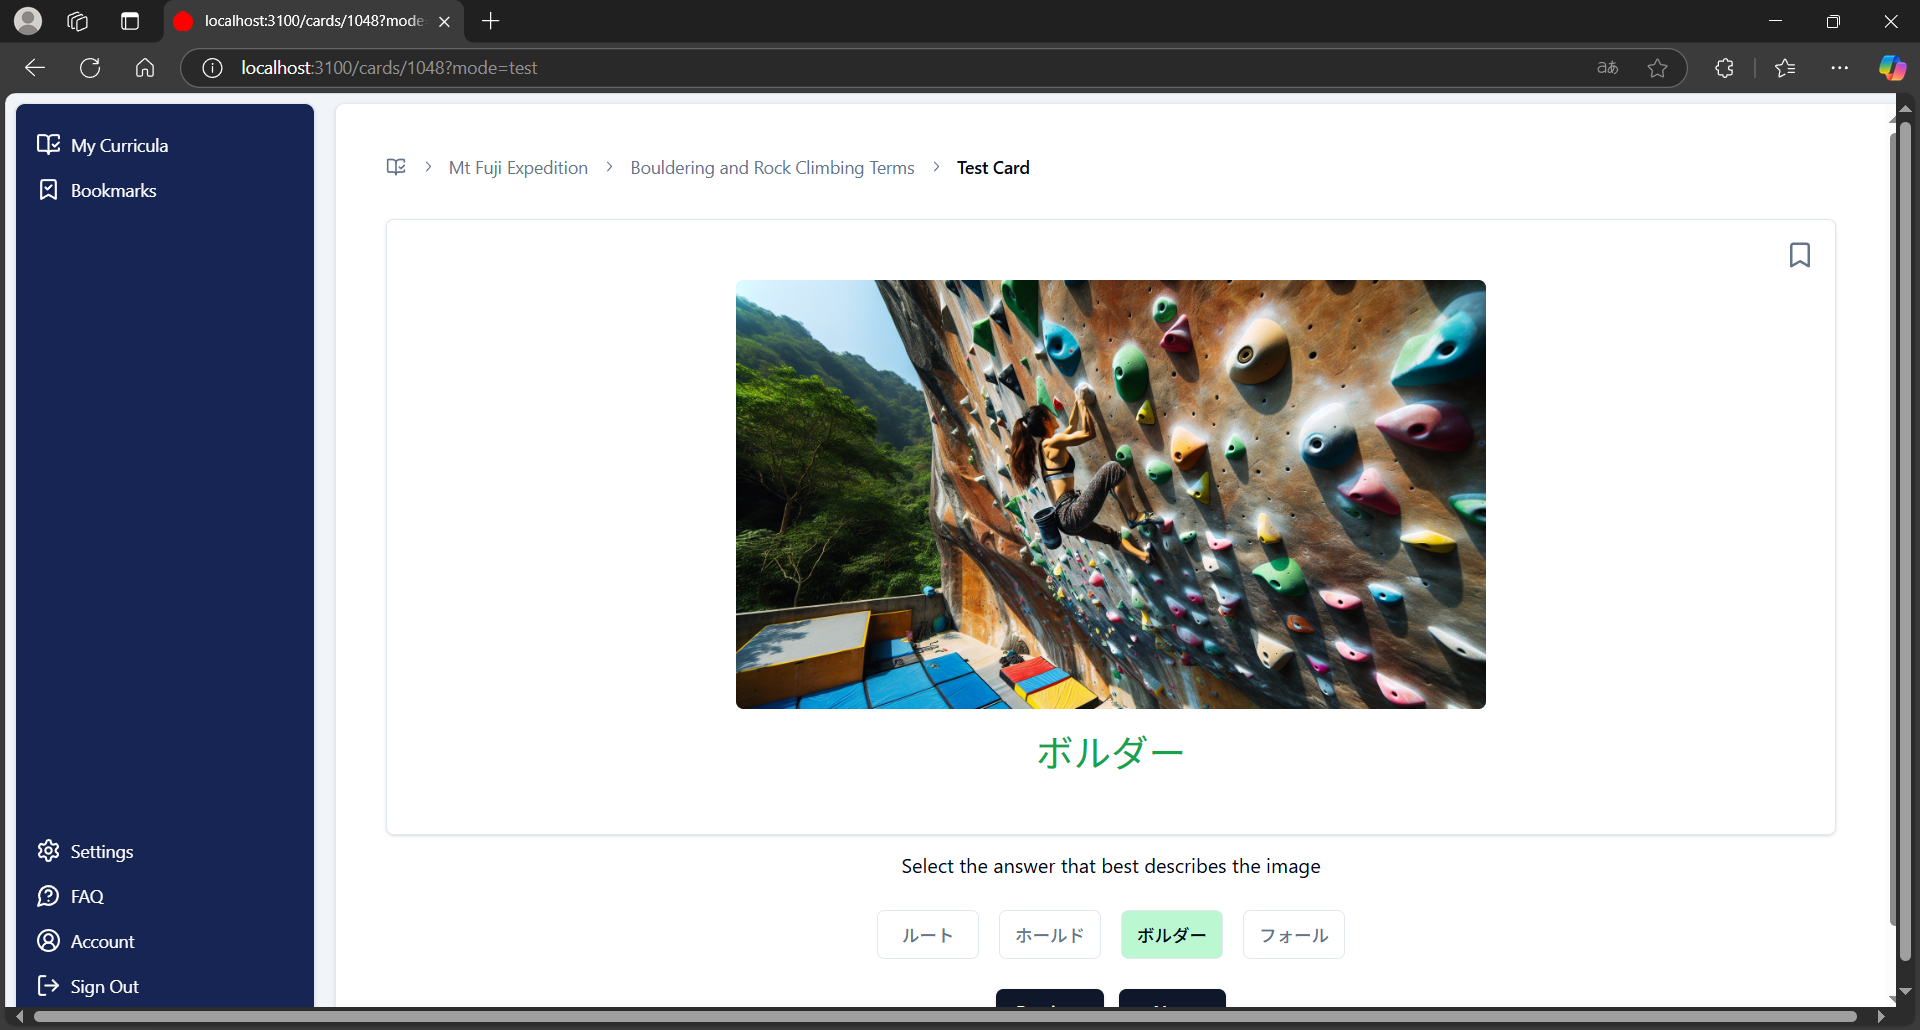 localhost:3100/cards/1048?mode
localhost:3100/cards/1048?mode=test
My Curricula
Bookmarks
Mt Fuji Expedition
Bouldering and Rock Climbing Terms
Test Card
ボルダー
Select the answer that best describes the image
ルート
ホールド
ボルダー
フォール
Settings
FAQ
Account
Sign Out